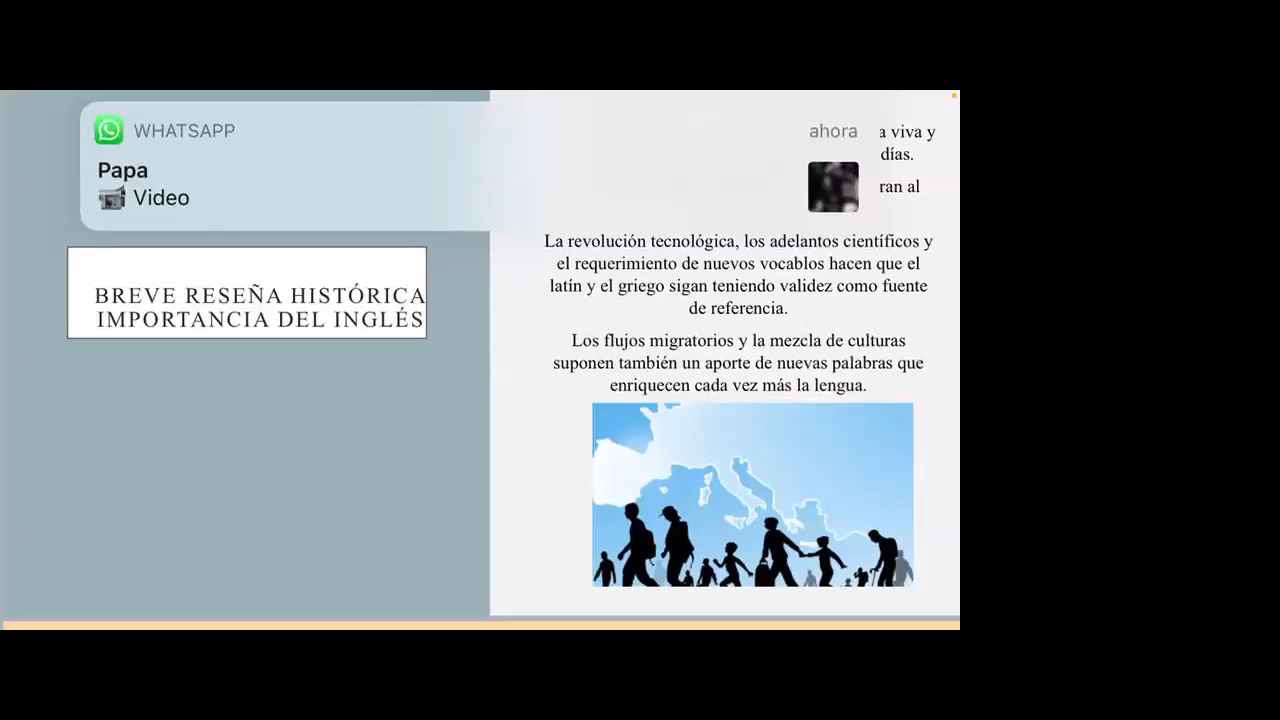 WHATSAPP
ahora
Papa
Video
a viva y
días.
ran al
BREVE RESEÑA HISTÓRICA
IMPORTANCIA DEL INGLÉS
La revolución tecnológica, los adelantos científicos y
el requerimiento de nuevos vocablos hacen que el
latín y el griego sigan teniendo validez como fuente
de referencia.
Los flujos migratorios y la mezcla de culturas
suponen también un aporte de nuevas palabras que
enriquecen cada vez más la lengua.